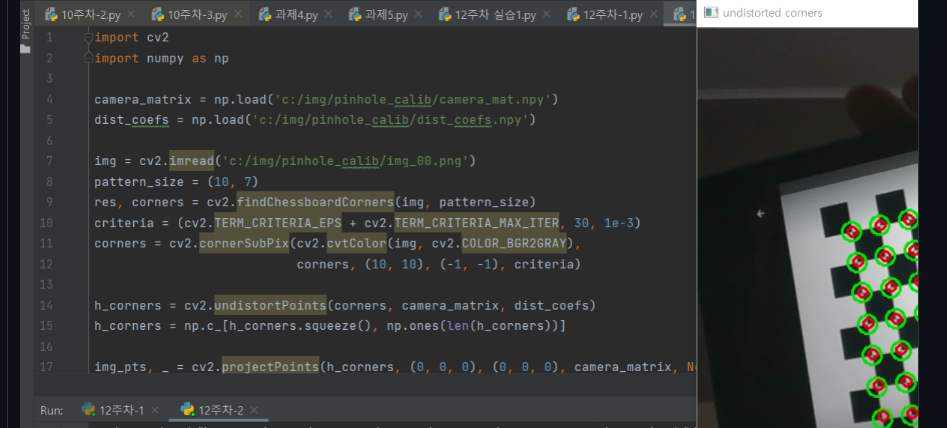 10주차-2.py
10주차-3.py
과제4.py
과제5.py
12주차 실습1.py
12주차-1.py
1
undistorted corners
Project
1 import cv2
2 import numpy as np
3
4 camera_matrix = np.load('c:/img/pinhole_calib/camera_mat.npy')
5 dist_coefs = np.load('c:/img/pinhole_calib/dist_coefs.npy')
6
7 img = cv2.imread('c:/img/pinhole_calib/img_00.png')
8 pattern_size = (10, 7)
9 res, corners = cv2.findChessboardCorners(img, pattern_size)
10 criteria = (cv2.TERM_CRITERIA_EPS + cv2.TERM_CRITERIA_MAX_ITER, 30, 1e-3)
11 corners = cv2.cornerSubPix(cv2.cvtColor(img, cv2.COLOR_BGR2GRAY),
12 corners, (10, 10), (-1, -1), criteria)
13
14 h_corners = cv2.undistortPoints(corners, camera_matrix, dist_coefs)
15 h_corners = np.c_[h_corners.squeeze(), np.ones(len(h_corners))]
16
17 img_pts, _ = cv2.projectPoints(h_corners, (0, 0, 0), (0, 0, 0), camera_matrix, N
Run: 12주차-1 12주차-2